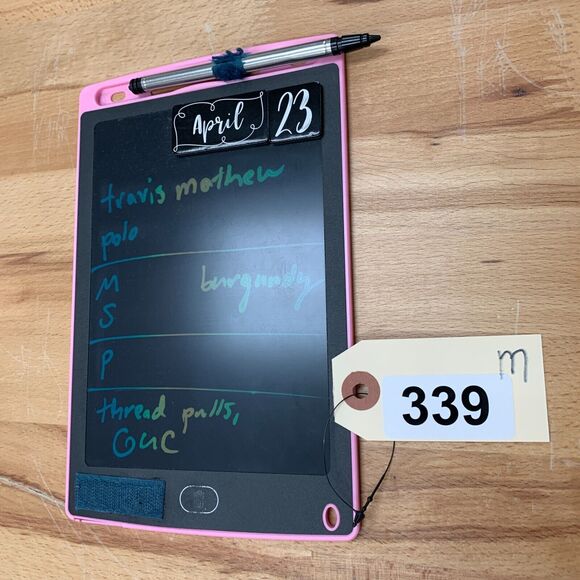 April 23
travis mathew
polo
M burgundy
S
P
thread pulls,
GUC
m
339